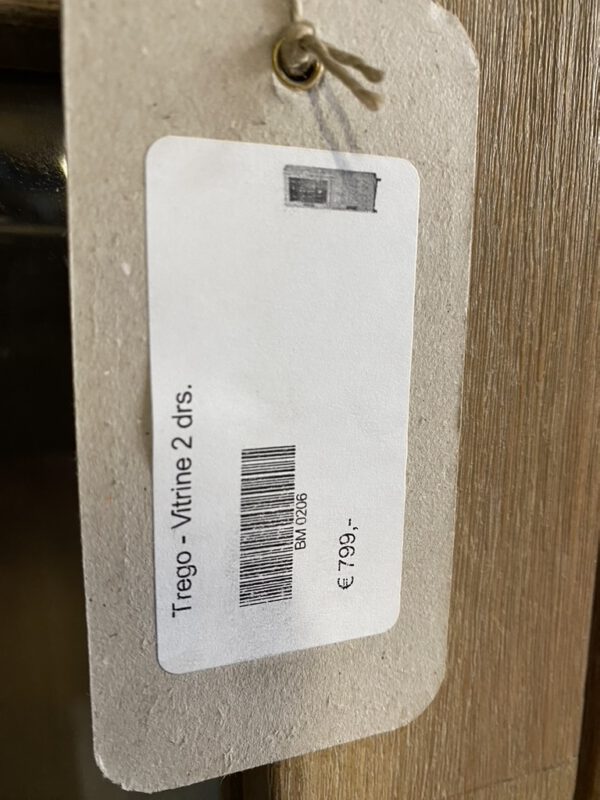 Trego - Vitrine 2 drs.
BM 0206
€ 799,-